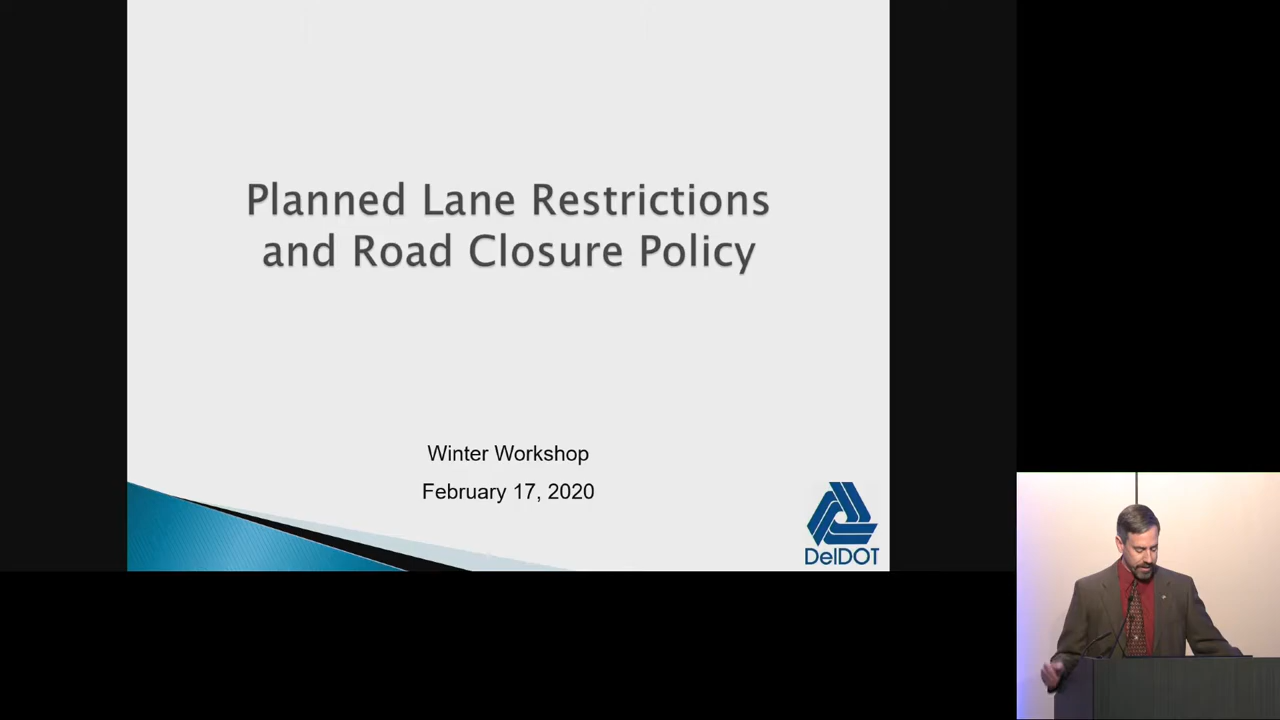 Planned Lane Restrictions
and Road Closure Policy
Winter Workshop
February 17, 2020
DelDOT